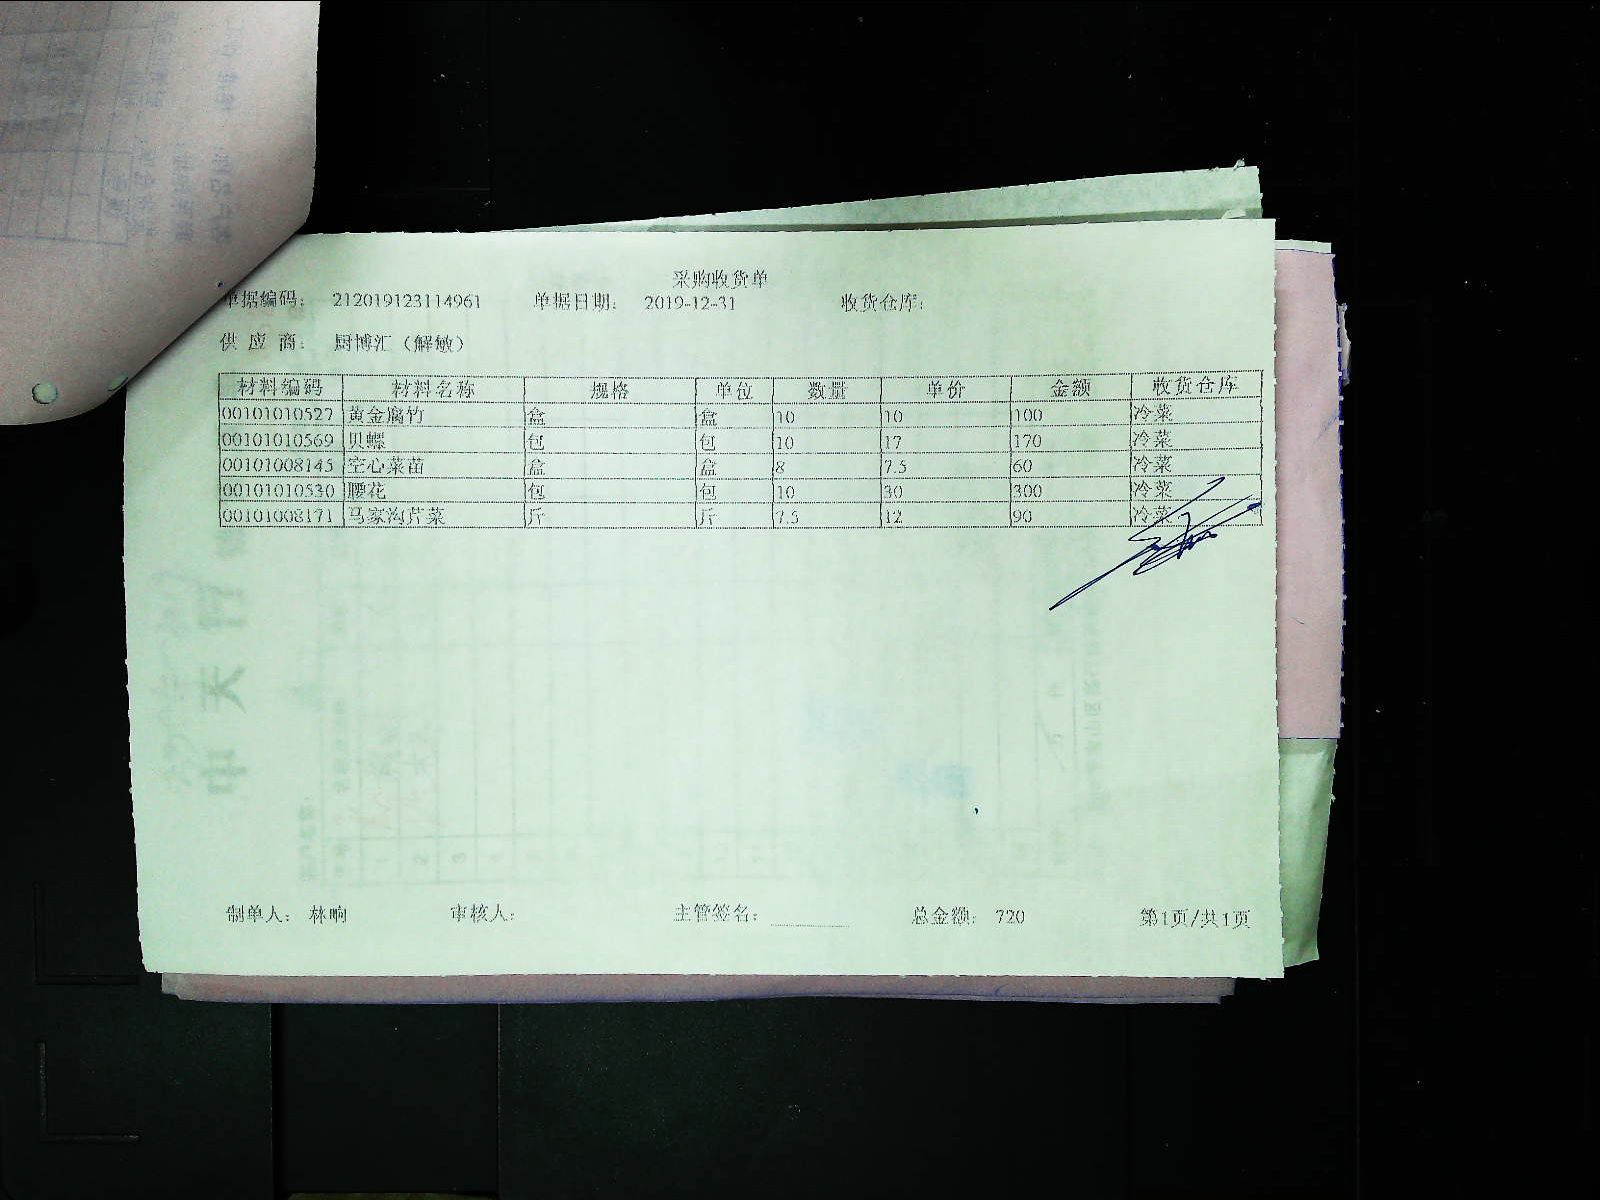 采购收货单
单据编码： 212019123114961 单据日期： 2019-12-31 收货仓库：
供 应 商： 厨博汇（解敏）
材料编码 材料名称 规格 单位 数量 单价 金额 收货仓库
00101010527 黄金腐竹 盒 盒 10 10 100 冷菜
00101010569 贝螺 包 包 10 17 170 冷菜
00101008145 空心菜苗 盒 盒 8 7.5 60 冷菜
00101010530 腰花 包 包 10 30 300 冷菜
00101008171 马家沟芹菜 斤 斤 7.5 12 90 冷菜
制单人： 林响 审核人： 主管签名： 总金额： 720 第1页/共1页